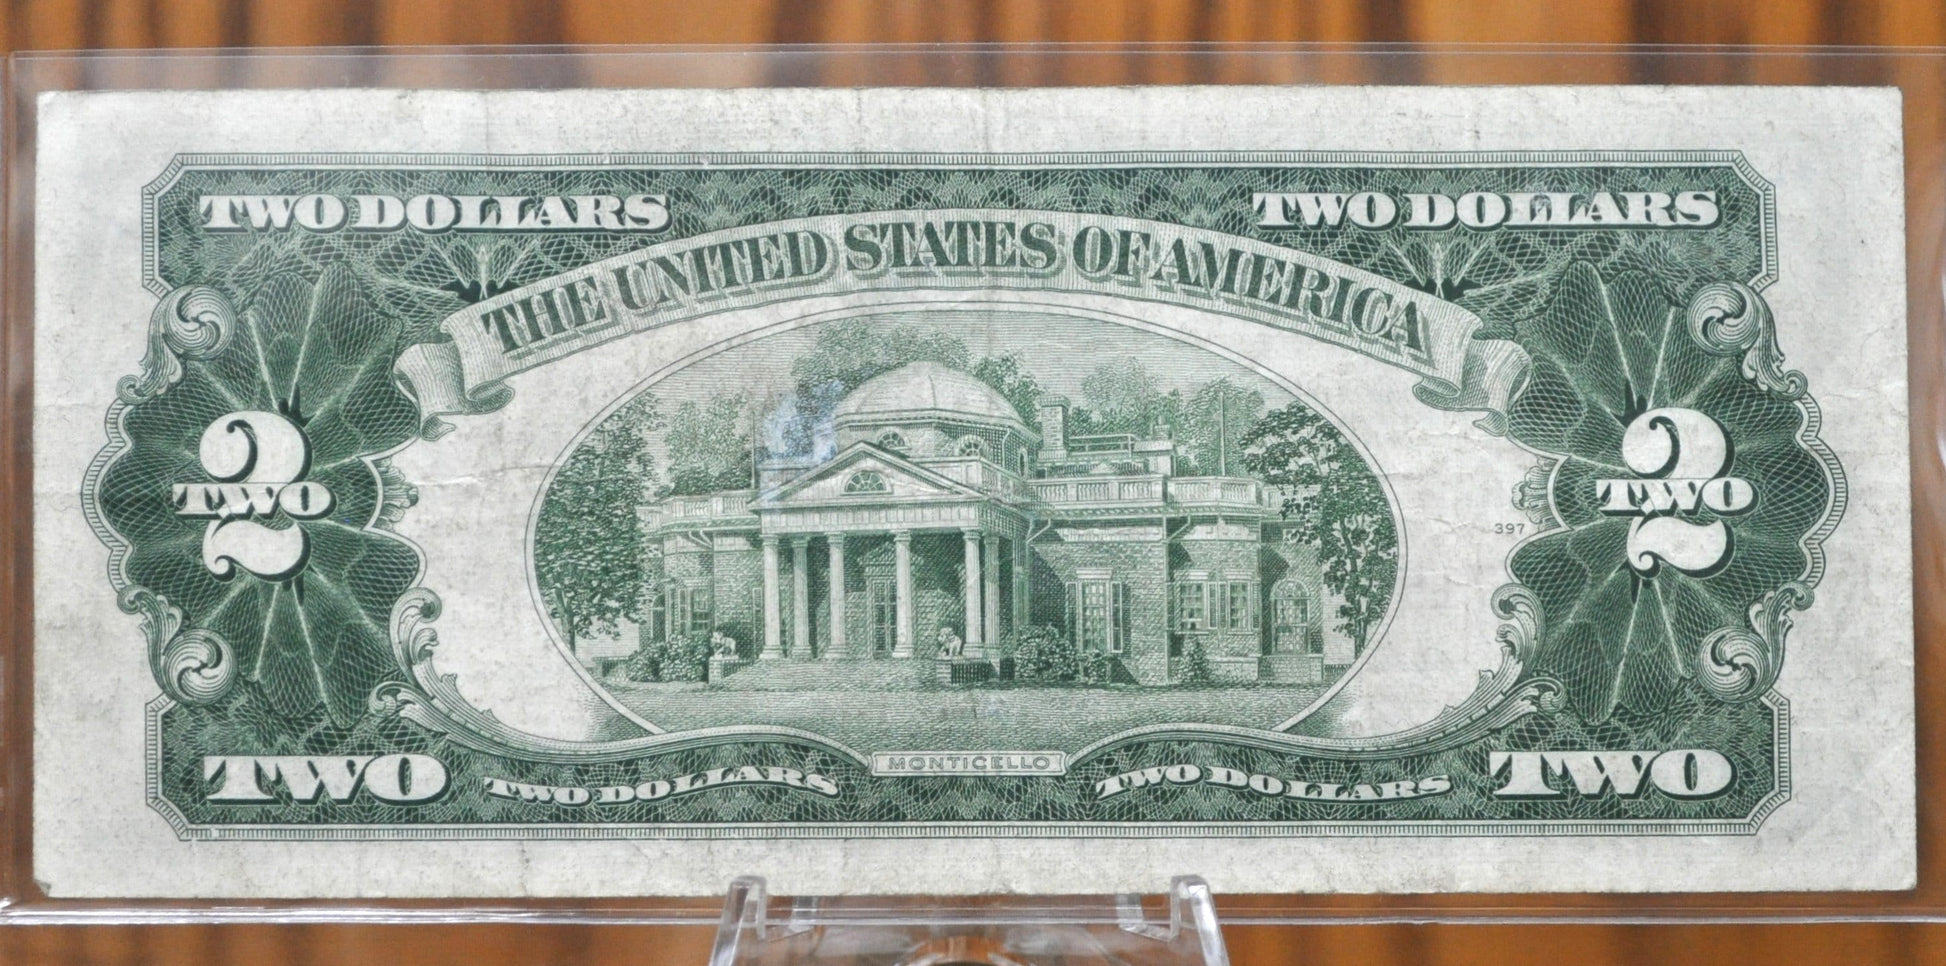 TWO DOLLARS
TWO DOLLARS
THE UNITED STATES OF AMERICA
2
TWO
2
TWO
397
MONTICELLO
TWO
TWO DOLLARS
TWO DOLLARS
TWO